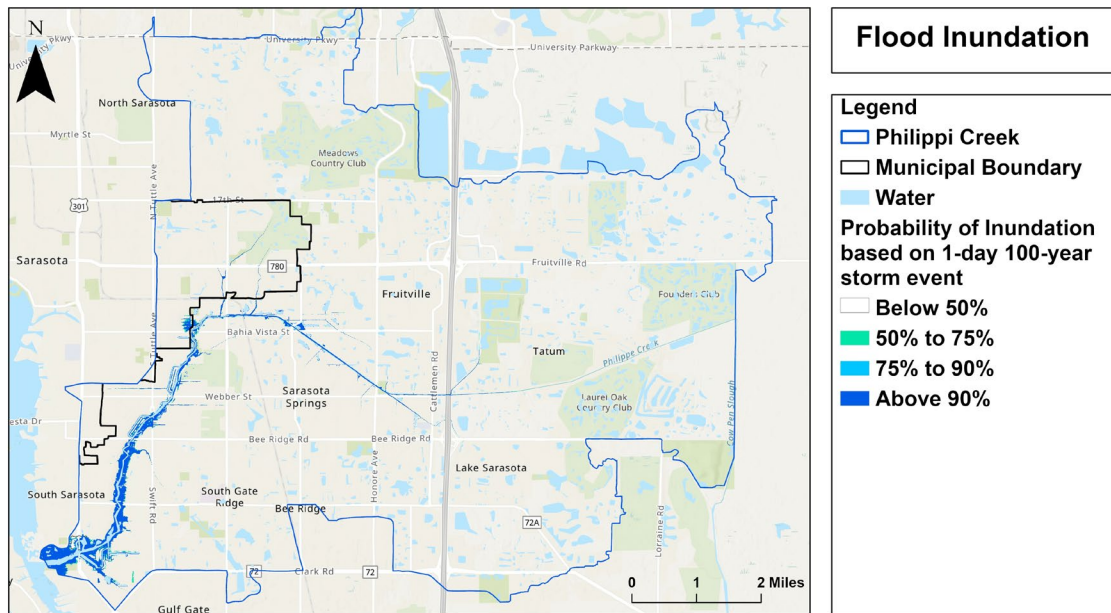 Flood Inundation
Legend
Philippi Creek
Municipal Boundary
Water
Probability of Inundation
based on 1-day 100-year
storm event
Below 50%
50% to 75%
75% to 90%
Above 90%
N
University Pkwy
University Pkwy
University Parkway
North Sarasota
Myrtle St
Meadows
Country Club
N Tuttle Ave
301
17th St
Sarasota
780
Fruitville Rd
Fruitville
Founders Club
S Tuttle Ave
Bahia Vista St
Tatum
Philippe Creek
Cattlemen Rd
Webber St
Sarasota
Springs
Laurel Oak
Country Club
Cow Pen Slough
esta Dr
Bee Ridge Rd
Bee Ridge Rd
Honore Ave
Lake Sarasota
South Sarasota
Swift Rd
South Gate
Ridge
Bee Ridge
72A
Lorraine Rd
72
Clark Rd
72
0 1 2 Miles
Gulf Gate